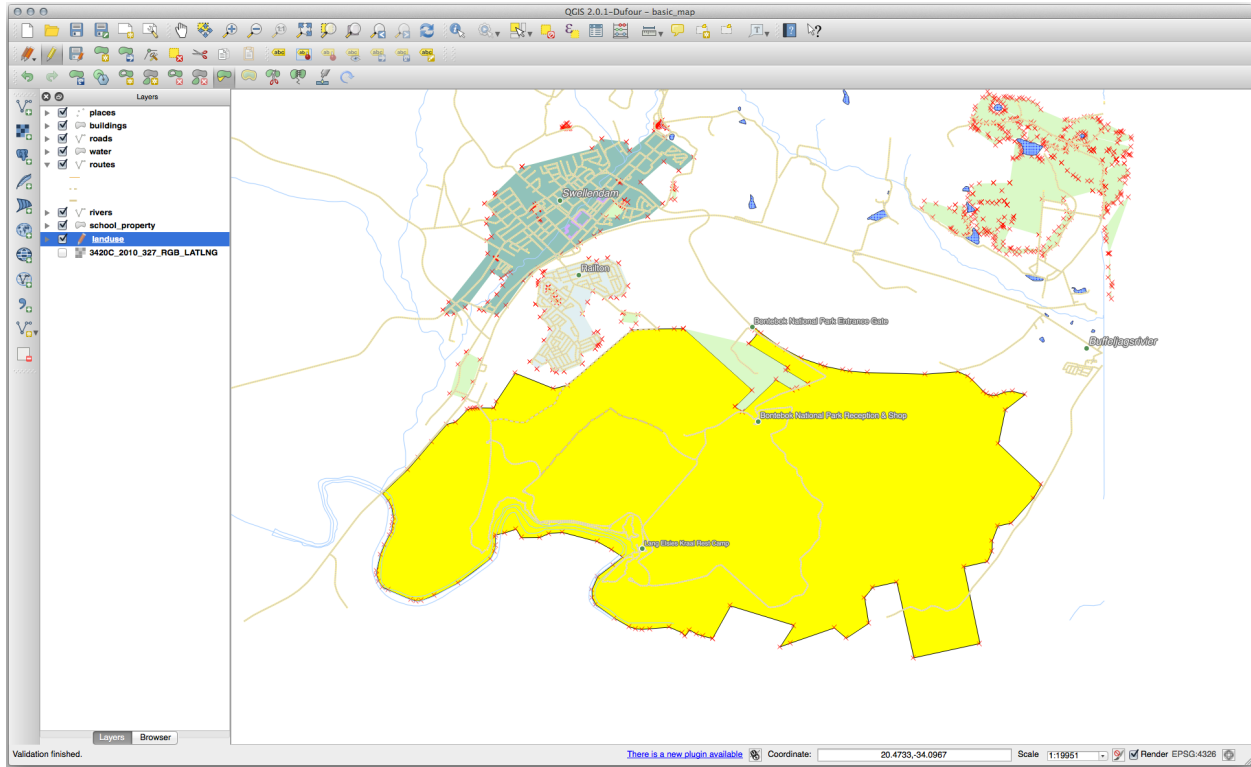 QGIS 2.0.1-Dufour - basic_map
Layers
places
buildings
roads
water
routes
rivers
school_property
landuse
3420C_2010_327_RGB_LATLNG
Swellendam
Railton
Bontebok National Park Entrance Gate
Buffeljagsrivier
Bontebok National Park Reception & Shop
Lang Elsies Kraal Rest Camp
Layers Browser
Validation finished. There is a new plugin available Coordinate: 20.4733,-34.0967 Scale 1:19951 Render EPSG:4326